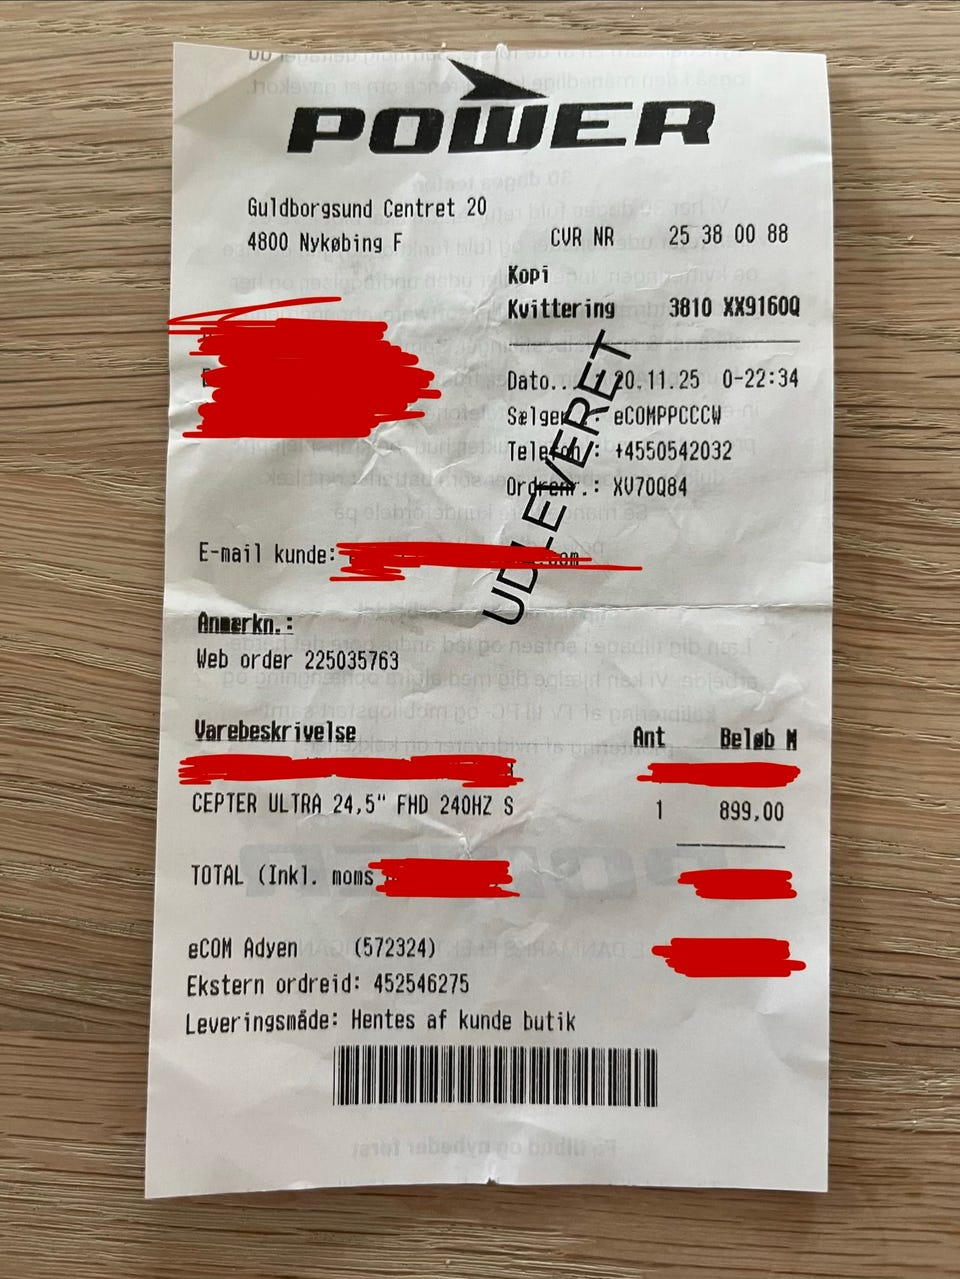 POWER
Guldborgsund Centret 20
4800 Nykøbing F
CVR NR 25 38 00 88
Kopi
Kvittering 3810 XX9160Q
Dato... : 20.11.25 0-22:34
Sælger : eCOMPPCCCW
Telefon : +4550542032
Ordrenr.: XV70Q84
UDLEVERET
E-mail kunde:
Anmærkn.:
Web order 225035763
Varebeskrivelse Ant Beløb M
CEPTER ULTRA 24,5" FHD 240HZ S 1 899,00
TOTAL (Inkl. moms
eCOM Adyen (572324)
Ekstern ordreid: 452546275
Leveringsmåde: Hentes af kunde butik